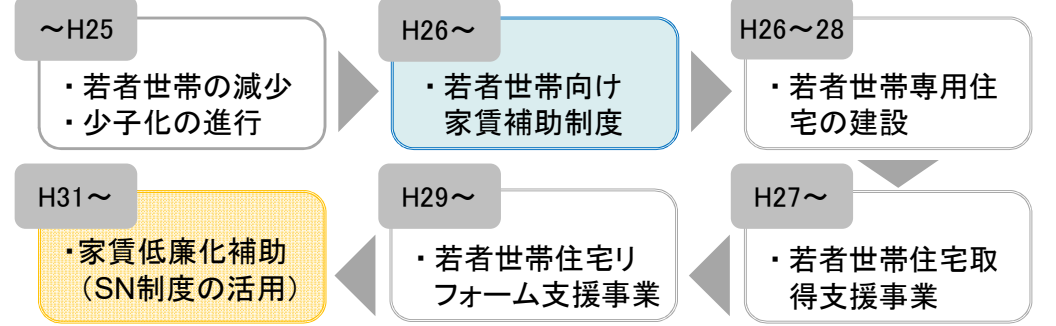 ～H25
・若者世帯の減少
・少子化の進行
H26～
・若者世帯向け
家賃補助制度
H26～28
・若者世帯専用住
宅の建設
H27～
・若者世帯住宅取
得支援事業
H29～
・若者世帯住宅リ
フォーム支援事業
H31～
・家賃低廉化補助
（SN制度の活用）